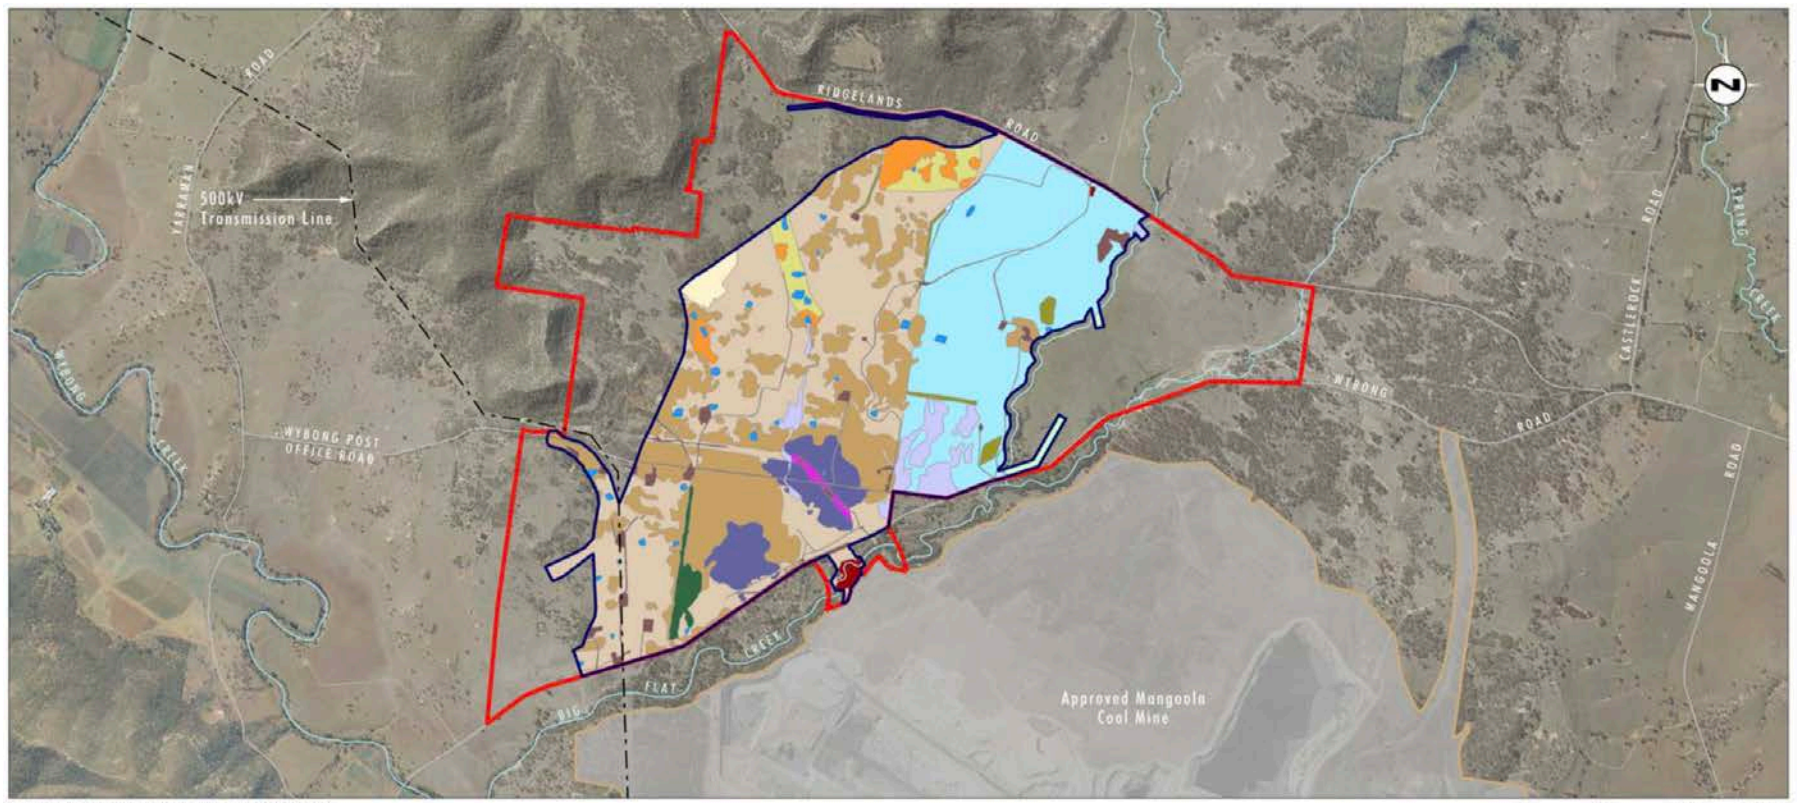 RIDGELANDS
ROAD
ROAD
YARRAMAN
500kV
Transmission Line
ROAD
SPRING
CREEK
CASTLEROCK
WYBONG
CREEK
WYBONG POST
OFFICE ROAD
WYBONG
ROAD
ROAD
MANGOOLA
BIG
FLAT
CREEK
Approved Mangoola
Coal Mine
N